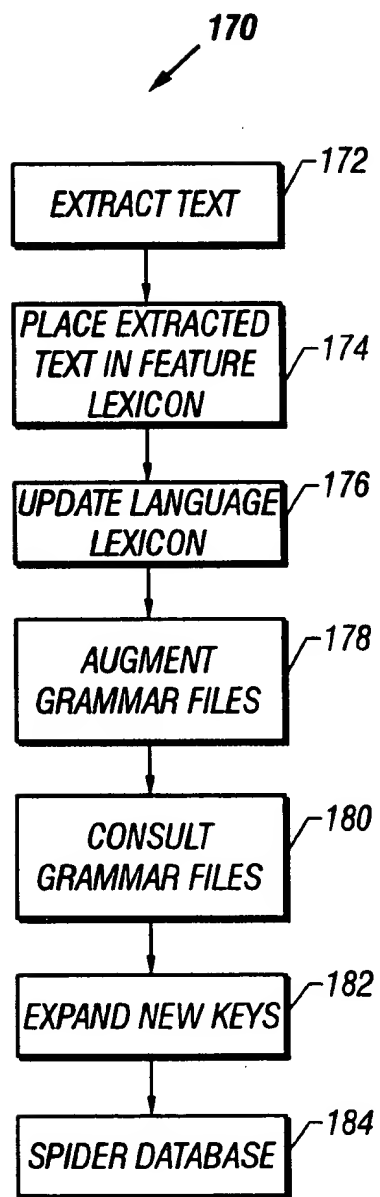 170
172
EXTRACT TEXT
PLACE EXTRACTED
TEXT IN FEATURE
LEXICON
174
176
UPDATE LANGUAGE
LEXICON
178
AUGMENT
GRAMMAR FILES
180
CONSULT
GRAMMAR FILES
182
EXPAND NEW KEYS
184
SPIDER DATABASE